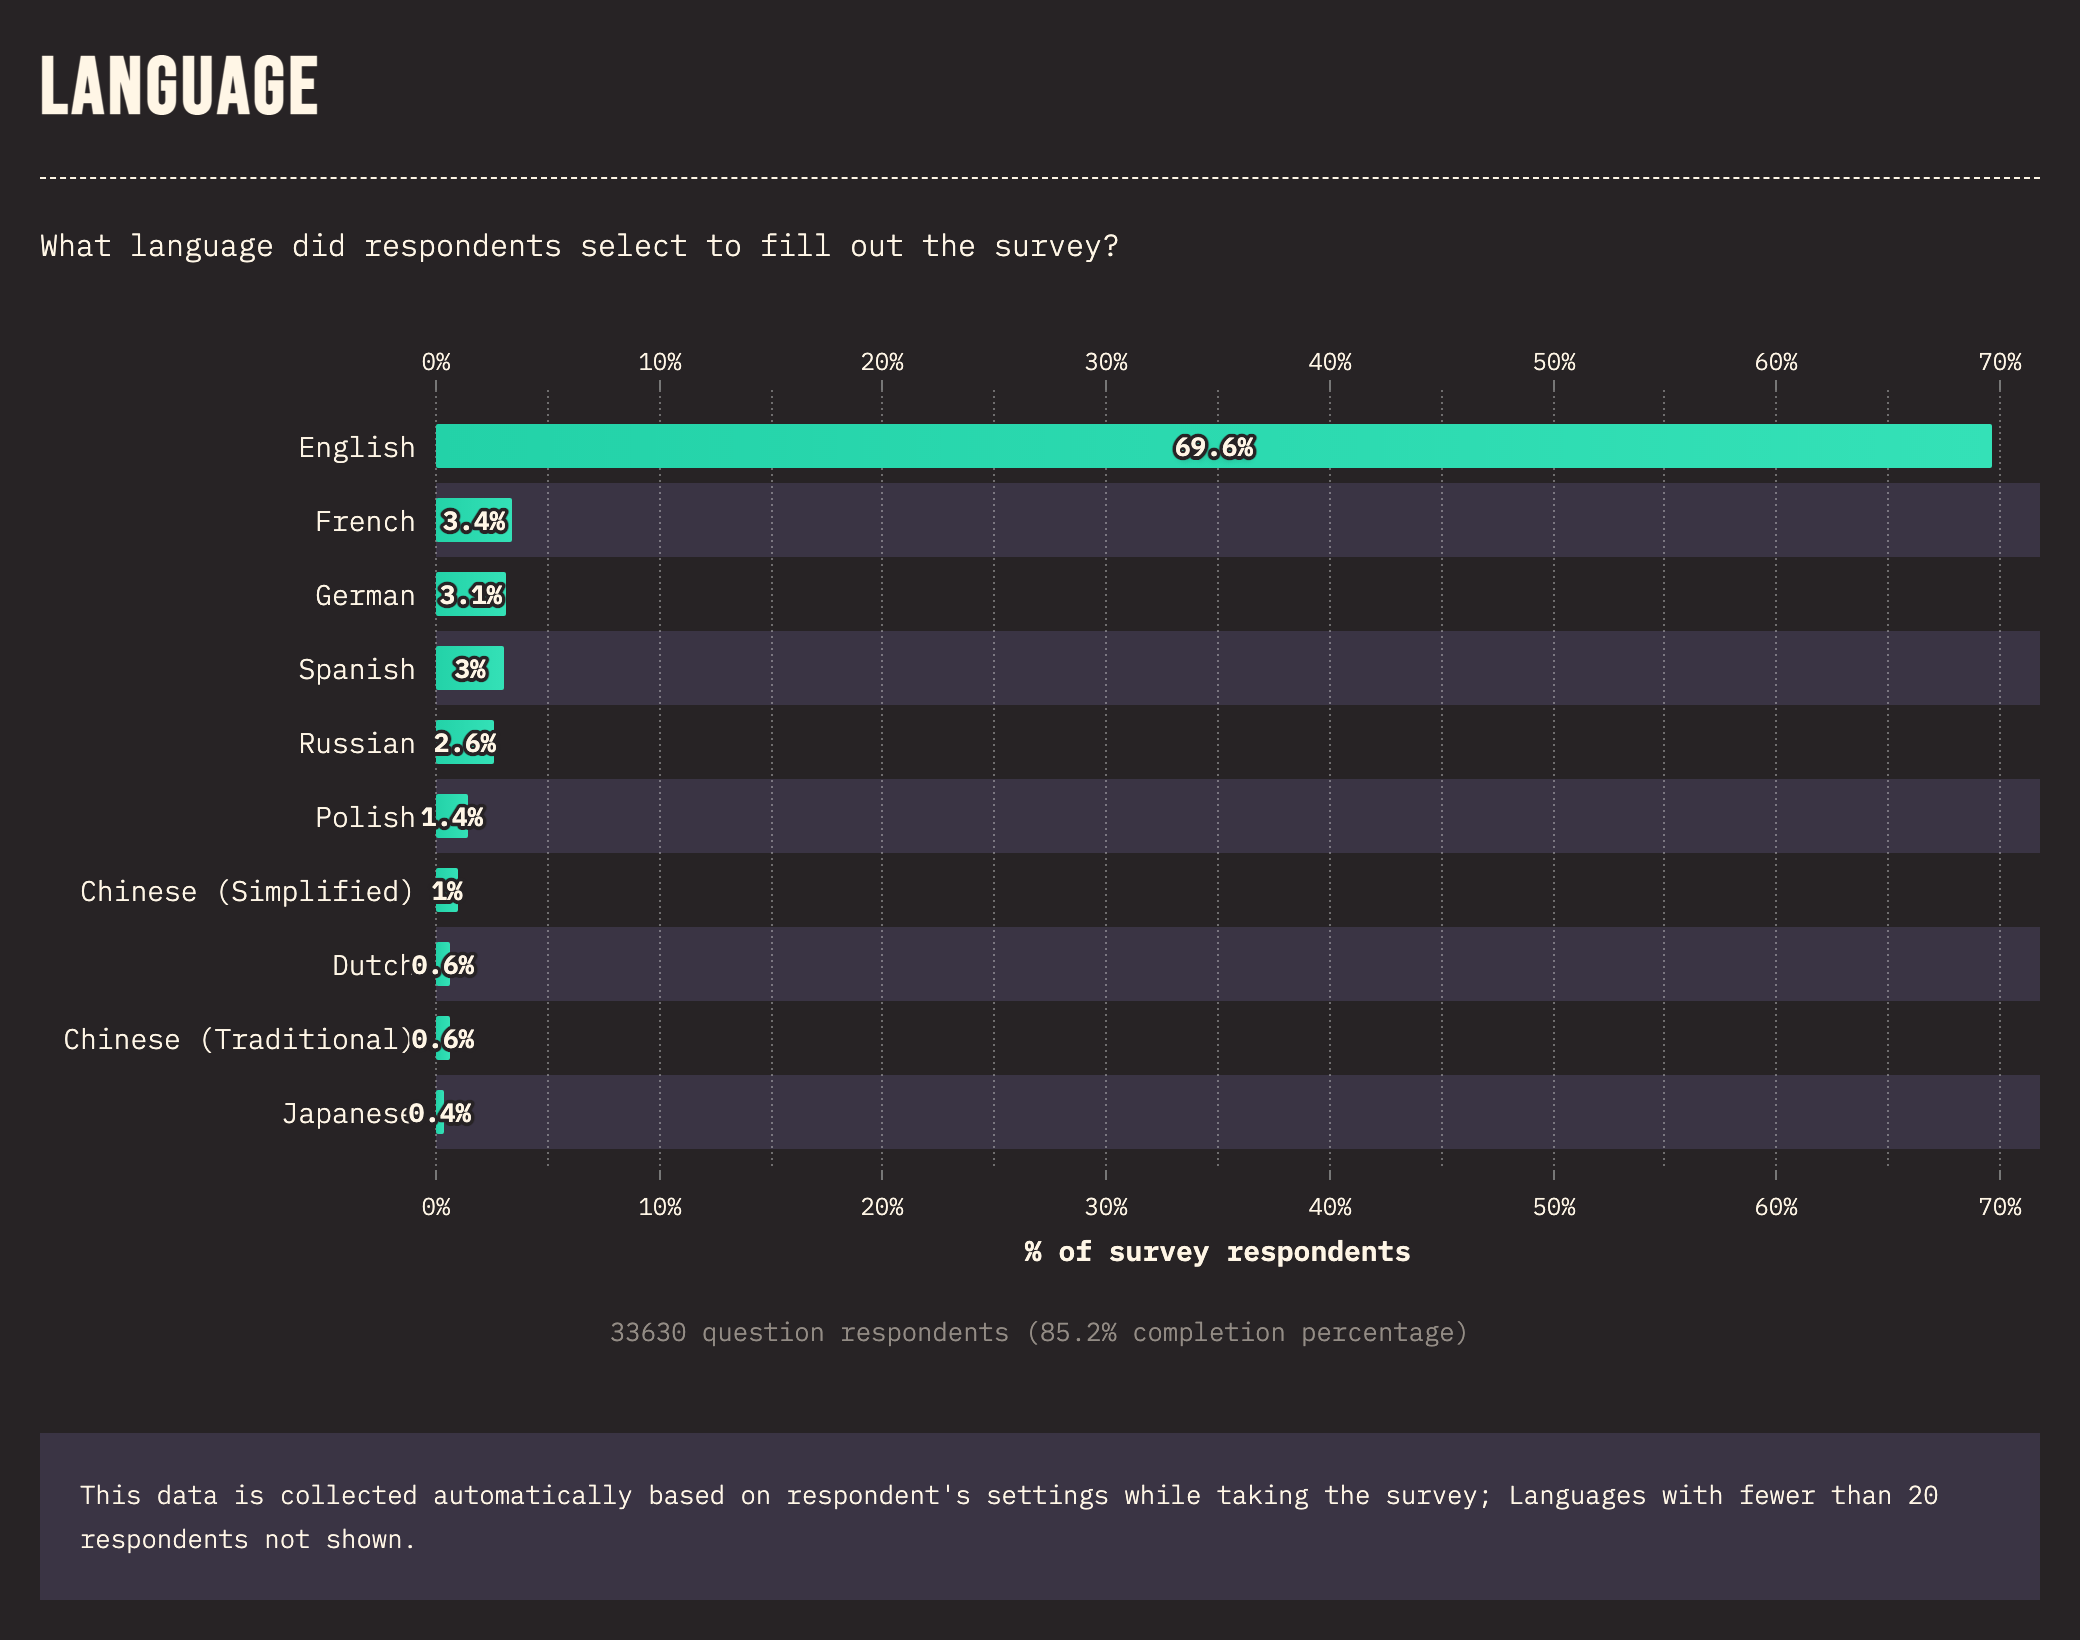 LANGUAGE
What language did respondents select to fill out the survey?
0% 10% 20% 30% 40% 50% 60% 70%
English 69.6%
French 3.4%
German 3.1%
Spanish 3%
Russian 2.6%
Polish 1.4%
Chinese (Simplified) 1%
Dutch 0.6%
Chinese (Traditional) 0.6%
Japanese 0.4%
0% 10% 20% 30% 40% 50% 60% 70%
% of survey respondents
33630 question respondents (85.2% completion percentage)
This data is collected automatically based on respondent's settings while taking the survey; Languages with fewer than 20
respondents not shown.